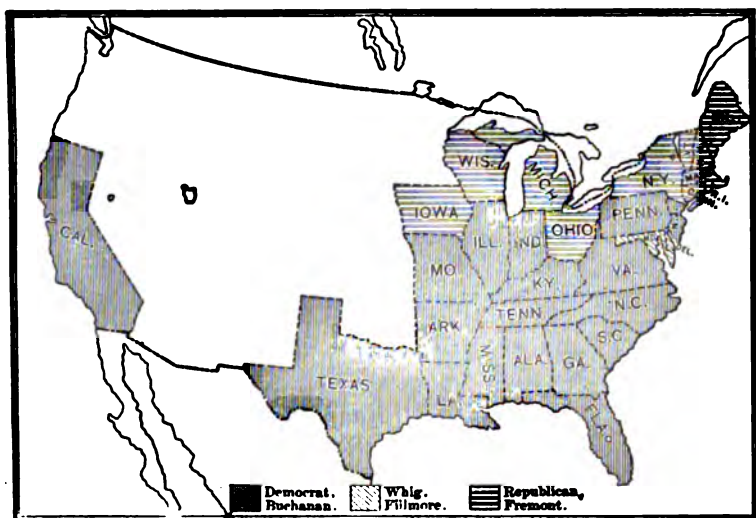 WIS.
MICH
N.Y.
IOWA
ILL.
IND.
OHIO
PENN.
CAL.
MO.
KY.
VA.
ARK.
TENN.
N.C.
S.C.
TEXAS
LA.
MISS.
ALA.
GA.
FLA.
Democrat. Whig. Republican,
Buchanan. Fillmore. Fremont.